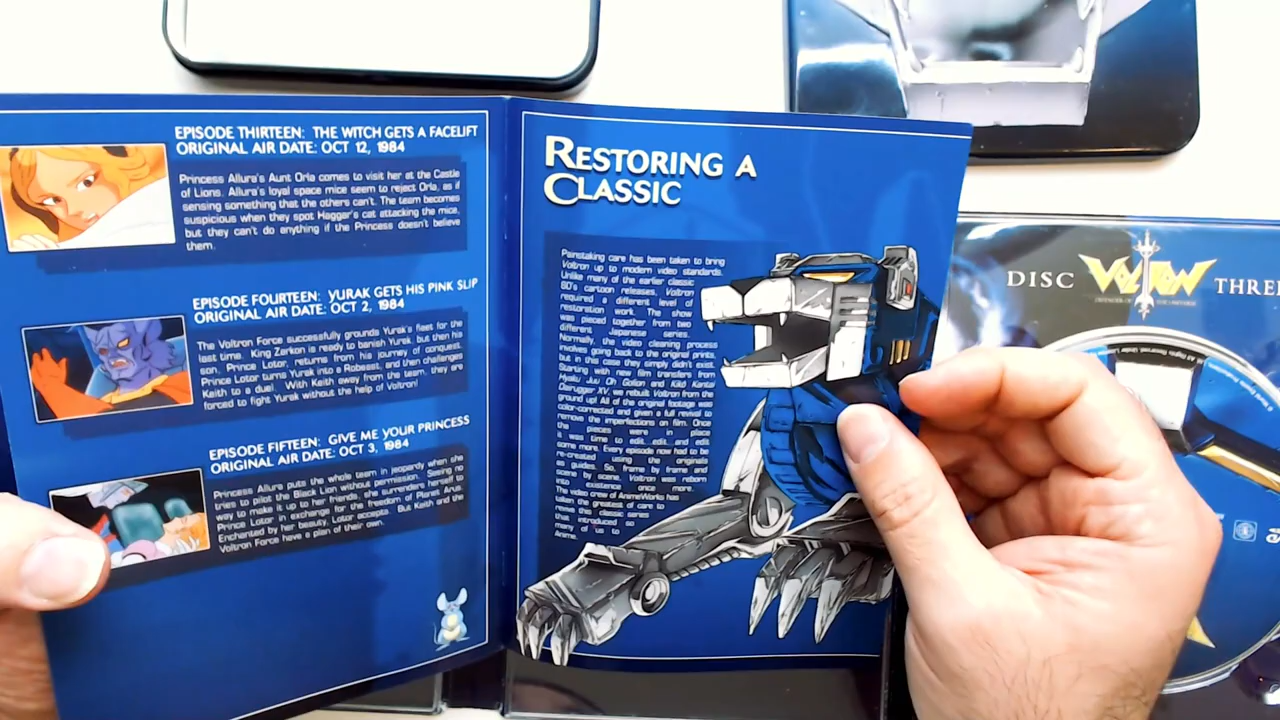 EPISODE THIRTEEN: THE WITCH GETS A FACELIFT
ORIGINAL AIR DATE: OCT 12, 1984
Princess Allura's Aunt Orla comes to visit her at the Castle
of Lions. Allura's loyal space mice seem to reject Orla, as if
sensing something that the others can't. The team becomes
suspicious when they spot Haggar's cat attacking the mice,
but they can't do anything if the Princess doesn't believe
them.
EPISODE FOURTEEN: YURAK GETS HIS PINK SLIP
ORIGINAL AIR DATE: OCT 2, 1984
The Voltron Force successfully grounds Yurak's fleet for the
last time. King Zarkon is ready to banish Yurak, but then his
son, Prince Lotor, returns from his journey of conquest.
Prince Lotor turns Yurak into a Robeast, and then challenges
Keith to a duel. With Keith away from the team, they are
forced to fight Yurak without the help of Voltron!
EPISODE FIFTEEN: GIVE ME YOUR PRINCESS
ORIGINAL AIR DATE: OCT 3, 1984
Princess Allura puts the whole team in jeopardy when she
tries to pilot the Black Lion without permission. Seeing no
way to make it up to her friends, she surrenders herself to
Prince Lotor in exchange for the freedom of Planet Arus.
Enchanted by her beauty, Lotor accepts. But Keith and the
Voltron Force have a plan of their own.
RESTORING A
CLASSIC
Painstaking care has been taken to bring
Voltron up to modern video standards.
Unlike many of the earlier classic
80's cartoon releases, Voltron
required a different level of
restoration work. The show
was pieced together from two
different Japanese series.
Normally, the video cleaning process
involves going back to the original prints,
but in this case they simply didn't exist.
Starting with new film transfers from
Hyaku Juu Oh Golion and Kikô Kantai
Dairugger XV, we rebuilt Voltron from the
ground up! All of the original footage was
color-corrected and given a full revival to
remove the imperfections on film. Once
the pieces were in place
it was time to edit...edit...and edit
some more. Every episode now had to be
re-created using the originals
as guides. So, frame by frame and
scene by scene, Voltron was reborn
into existence once more.
The video crew of AnimeWorks has
taken the greatest of care to
revive this classic series
that introduced so
many of us to
Anime.
DISC VOLTRON THREE
DEFENDER OF THE UNIVERSE